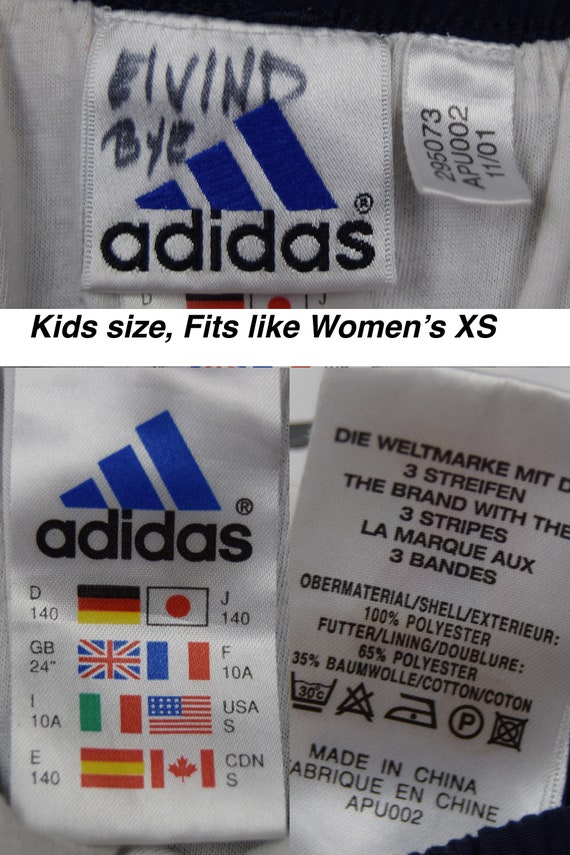 EIVIND
BYE
adidas®
295073
APU002
11/01
D
J
Kids size, Fits like Women's XS
adidas®
D 140 J 140
GB 24" F 10A
I 10A USA S
E 140 CDN S
DIE WELTMARKE MIT D
3 STREIFEN
THE BRAND WITH THE
3 STRIPES
LA MARQUE AUX
3 BANDES
OBERMATERIAL/SHELL/EXTERIEUR:
100% POLYESTER
FUTTER/LINING/DOUBLURE:
65% POLYESTER
35% BAUMWOLLE/COTTON/COTON
30°C P
MADE IN CHINA
ABRIQUE EN CHINE
APU002